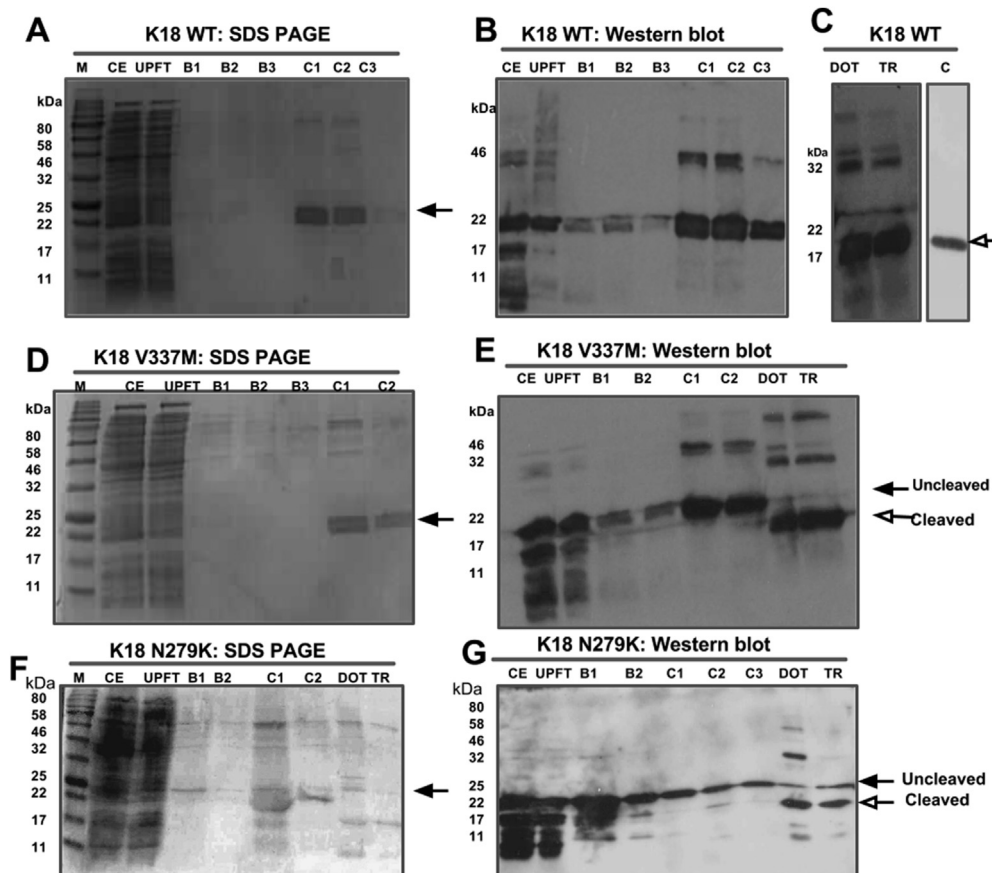 A
K18 WT: SDS PAGE
M CE UPFT B1 B2 B3 C1 C2 C3
kDa
80
58
46
32
25
22
17
11
B
K18 WT: Western blot
CE UPFT B1 B2 B3 C1 C2 C3
46
22
17
11
C
K18 WT
DOT TR C
kDa
32
22
17
D
K18 V337M: SDS PAGE
M CE UPFT B1 B2 B3 C1 C2
kDa
80
58
46
32
25
22
17
11
E
K18 V337M: Western blot
CE UPFT B1 B2 C1 C2 DOT TR
kDa
46
32
22
17
11
Uncleaved
Cleaved
F
K18 N279K: SDS PAGE
kDa
M CE UPFT B1 B2 C1 C2 DOT TR
80
58
46
32
25
22
17
11
G
K18 N279K: Western blot
CE UPFT B1 B2 C1 C2 C3 DOT TR
kDa
80
58
46
32
25
22
17
11
Uncleaved
Cleaved